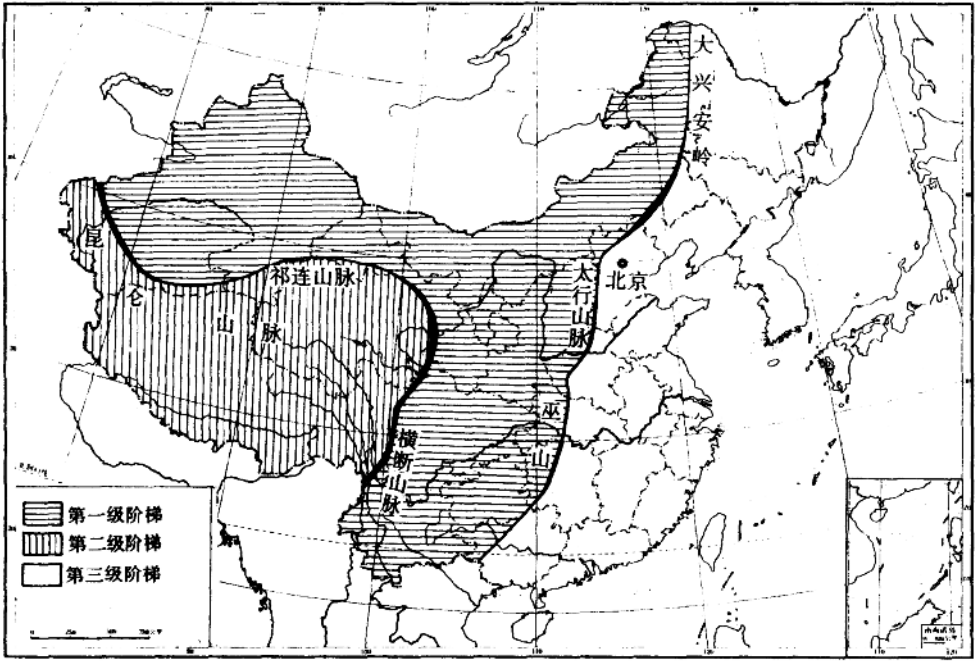 大兴安岭
昆仑山脉
祁连山脉
太行山脉
北京
巫山
横断山脉
第一级阶梯
第二级阶梯
第三级阶梯